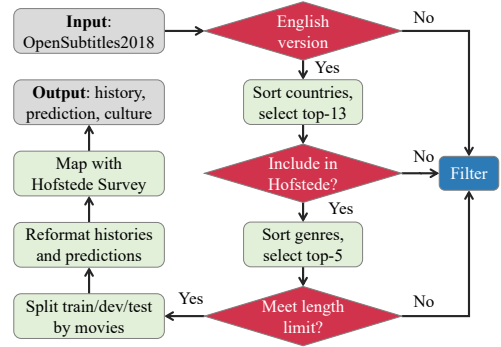 Input:
OpenSubtitles2018
English
version
No
Yes
Sort countries,
select top-13
Include in
Hofstede?
No
Filter
Yes
Sort genres,
select top-5
Meet length
limit?
No
Yes
Split train/dev/test
by movies
Reformat histories
and predictions
Map with
Hofstede Survey
Output: history,
prediction, culture